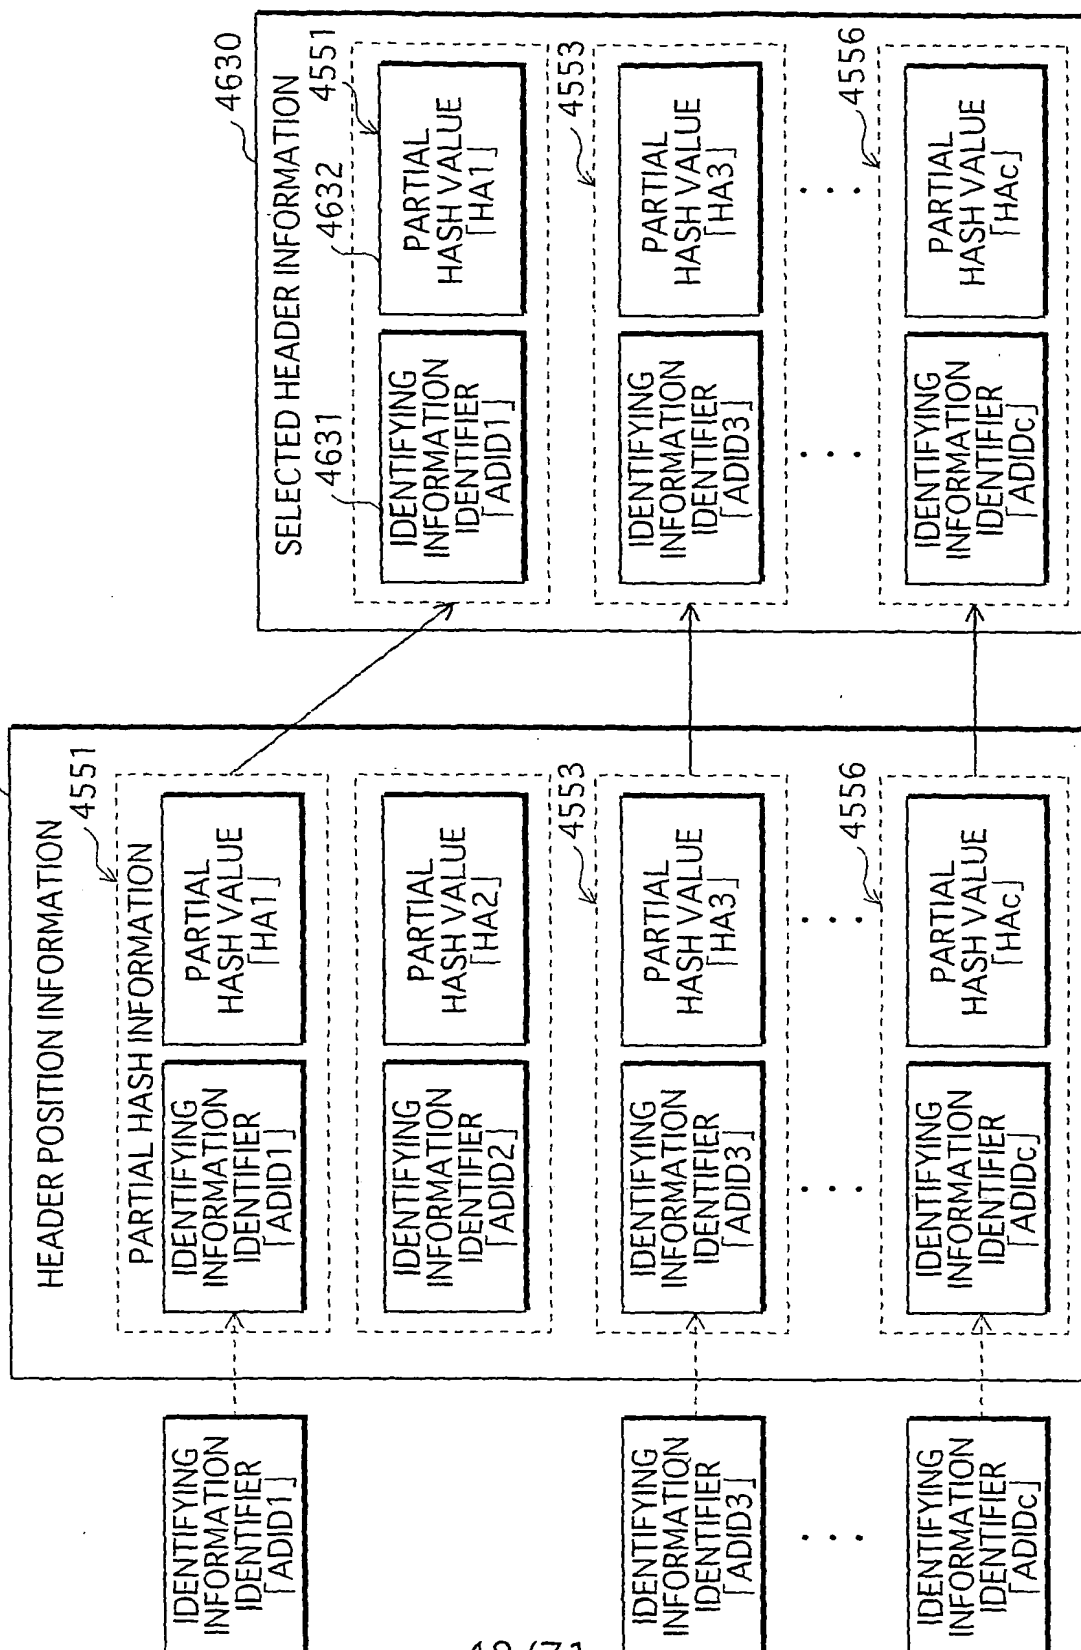 4630
SELECTED HEADER INFORMATION
4631
4632
4551
IDENTIFYING
INFORMATION
IDENTIFIER
「ADID1」
PARTIAL
HASH VALUE
「HA1」
4553
IDENTIFYING
INFORMATION
IDENTIFIER
「ADID3」
PARTIAL
HASH VALUE
「HA3」
. . .
. . .
4556
IDENTIFYING
INFORMATION
IDENTIFIER
「ADIDc」
PARTIAL
HASH VALUE
「HAc」
HEADER POSITION INFORMATION
4551
PARTIAL HASH INFORMATION
IDENTIFYING
INFORMATION
IDENTIFIER
「ADID1」
PARTIAL
HASH VALUE
「HA1」
IDENTIFYING
INFORMATION
IDENTIFIER
「ADID2」
PARTIAL
HASH VALUE
「HA2」
4553
IDENTIFYING
INFORMATION
IDENTIFIER
「ADID3」
PARTIAL
HASH VALUE
「HA3」
. . .
. . .
4556
IDENTIFYING
INFORMATION
IDENTIFIER
「ADIDc」
PARTIAL
HASH VALUE
「HAc」
IDENTIFYING
INFORMATION
IDENTIFIER
「ADID1」
IDENTIFYING
INFORMATION
IDENTIFIER
「ADID3」
. . .
IDENTIFYING
INFORMATION
IDENTIFIER
「ADIDc」